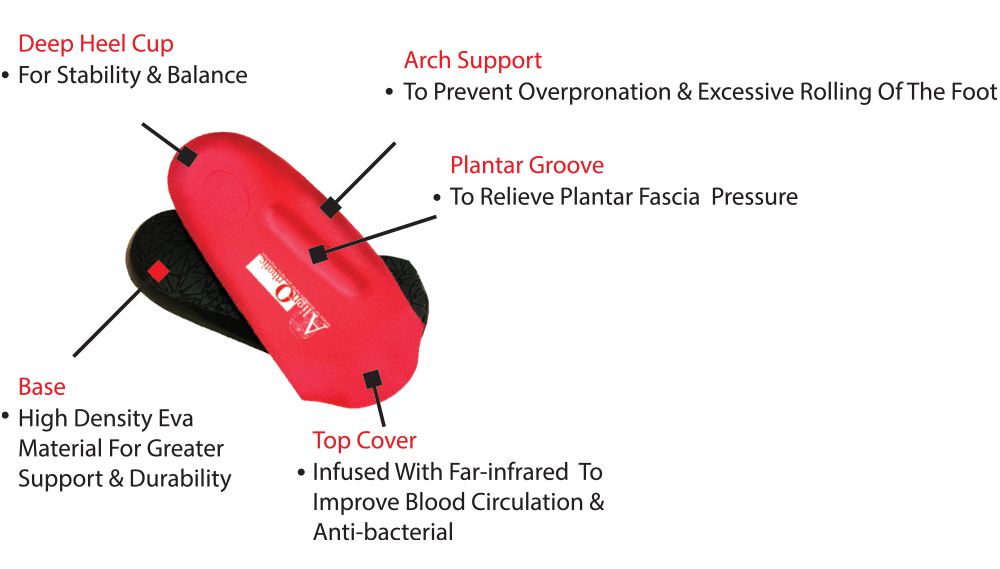 Deep Heel Cup
• For Stability & Balance
Arch Support
• To Prevent Overpronation & Excessive Rolling Of The Foot
Plantar Groove
• To Relieve Plantar Fascia Pressure
Base
• High Density Eva
Material For Greater
Support & Durability
Top Cover
• Infused With Far-infrared To
Improve Blood Circulation &
Anti-bacterial